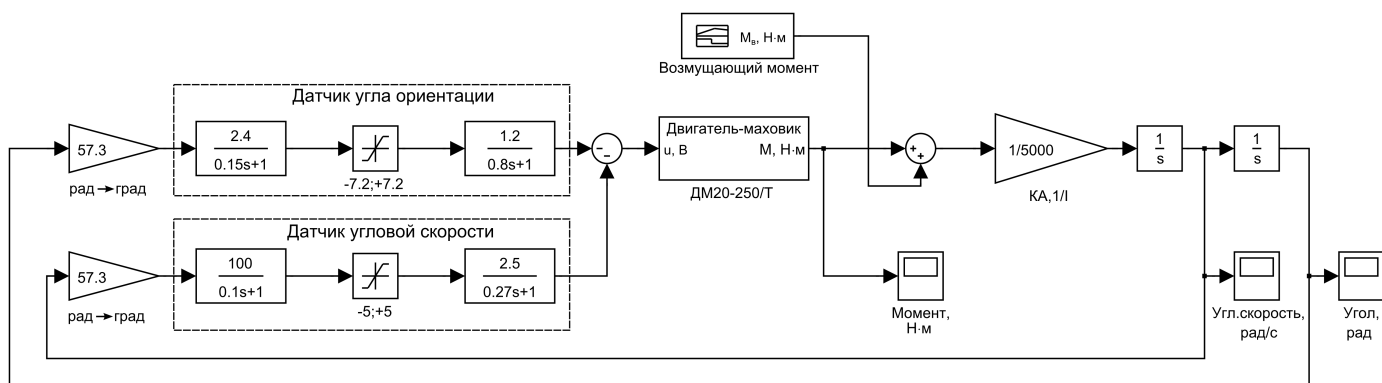 Mв, Н·м
Возмущающий момент
Датчик угла ориентации
57.3
рад → град
2.4
0.15s+1
-7.2;+7.2
1.2
0.8s+1
Двигатель-маховик
u, В
М, Н·м
ДМ20-250/Т
1/5000
КА,1/I
1
s
1
s
Датчик угловой скорости
57.3
рад → град
100
0.1s+1
-5;+5
2.5
0.27s+1
Момент,
Н·м
Угл.скорость,
рад/с
Угол,
рад